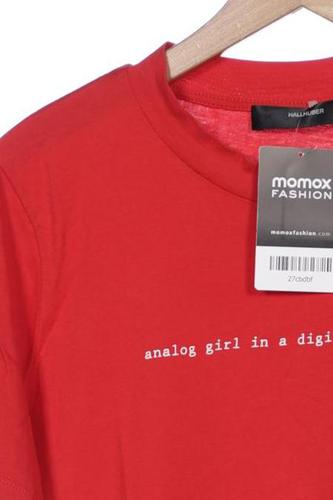 HALLHUBER
momox
FASHION
momoxfashion.com
27cbdbf
analog girl in a digi